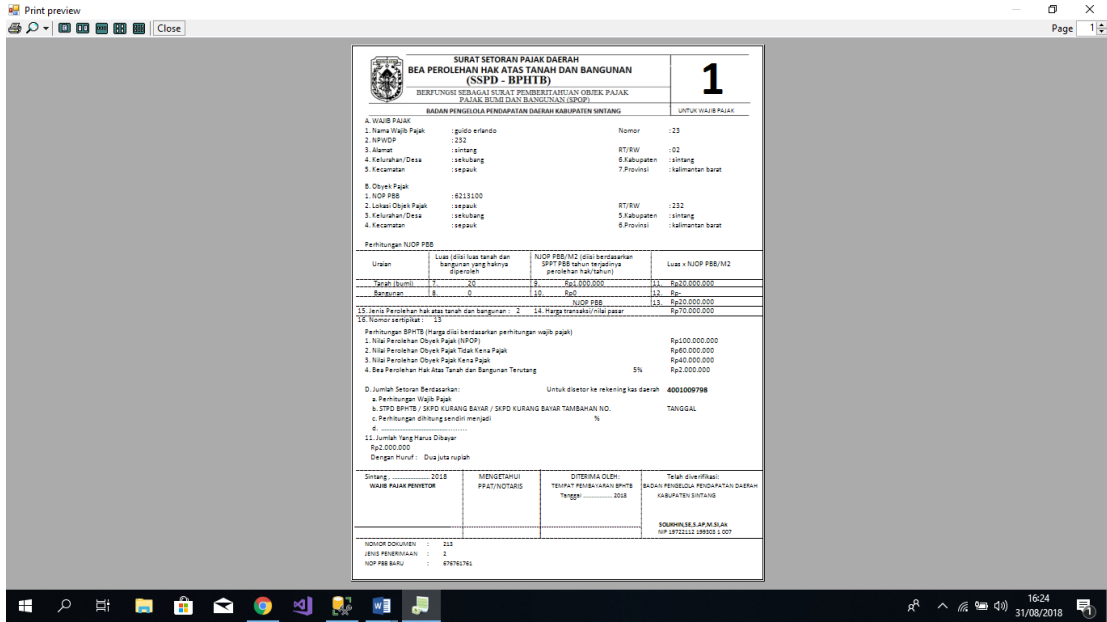 Print preview
Close
Page 1
SURAT SETORAN PAJAK DAERAH
BEA PEROLEHAN HAK ATAS TANAH DAN BANGUNAN
(SSPD - BPHTB)
BERFUNGSI SEBAGAI SURAT PEMBERITAHUAN OBJEK PAJAK
PAJAK BUMI DAN BANGUNAN (SPOP)
1
BADAN PENGELOLA PENDAPATAN DAERAH KABUPATEN SINTANG
UNTUK WAJIB PAJAK
A. WAJIB PAJAK
1. Nama Wajib Pajak : guido erlando Nomor : 23
2. NPWDP : 232
3. Alamat : sintang RT/RW : 02
4. Kelurahan/Desa : sekubang 6.Kabupaten : sintang
5. Kecamatan : sepauk 7.Provinsi : kalimantan barat
B. Obyek Pajak
1. NOP PBB : 6213100
2. Lokasi Objek Pajak : sepauk RT/RW : 232
3. Kelurahan/Desa : sekubang 5.Kabupaten : sintang
4. Kecamatan : sepauk 6.Provinsi : kalimantan barat
Perhitungan NJOP PBB
Uraian
Luas (diisi luas tanah dan
bangunan yang haknya
diperoleh
NJOP PBB/M2 (diisi berdasarkan
SPPT PBB tahun terjadinya
perolehan hak/tahun)
Luas x NJOP PBB/M2
Tanah (bumi) 7. 20 9. Rp1.000.000 11. Rp20.000.000
Bangunan 8. 0 10. Rp0 12. Rp-
NJOP PBB 13. Rp20.000.000
15. Jenis Perolehan hak atas tanah dan bangunan : 2 14. Harga transaksi/nilai pasar Rp70.000.000
16. Nomor sertipikat : 13
Perhitungan BPHTB (Harga diisi berdasarkan perhitungan wajib pajak)
1. Nilai Perolehan Obyek Pajak (NPOP) Rp100.000.000
2. Nilai Perolehan Obyek Pajak Tidak Kena Pajak Rp60.000.000
3. Nilai Perolehan Obyek Pajak Kena Pajak Rp40.000.000
4. Bea Perolehan Hak Atas Tanah dan Bangunan Terutang 5% Rp2.000.000
D. Jumlah Setoran Berdasarkan: Untuk disetor ke rekening kas daerah 4001009798
a. Perhitungan Wajib Pajak
b. STPD BPHTB / SKPD KURANG BAYAR / SKPD KURANG BAYAR TAMBAHAN NO. TANGGAL
c. Perhitungan dihitung sendiri menjadi %
d. ........................................
11. Jumlah Yang Harus Dibayar
Rp2.000.000
Dengan Huruf : Dua juta rupiah
Sintang , ................ 2018
WAJIB PAJAK PENYETOR
MENGETAHUI
PPAT/NOTARIS
DITERIMA OLEH:
TEMPAT PEMBAYARAN BPHTB
Tanggal ................ 2018
Telah diverifikasi:
BADAN PENGELOLA PENDAPATAN DAERAH
KABUPATEN SINTANG
SOLIKHIN,SE,S.AP,M.SI,Ak
NIP 19722112 199303 1 007
NOMOR DOKUMEN : 213
JENIS PENERIMAAN : 2
NOP PBB BARU : 676761761
16:24
31/08/2018